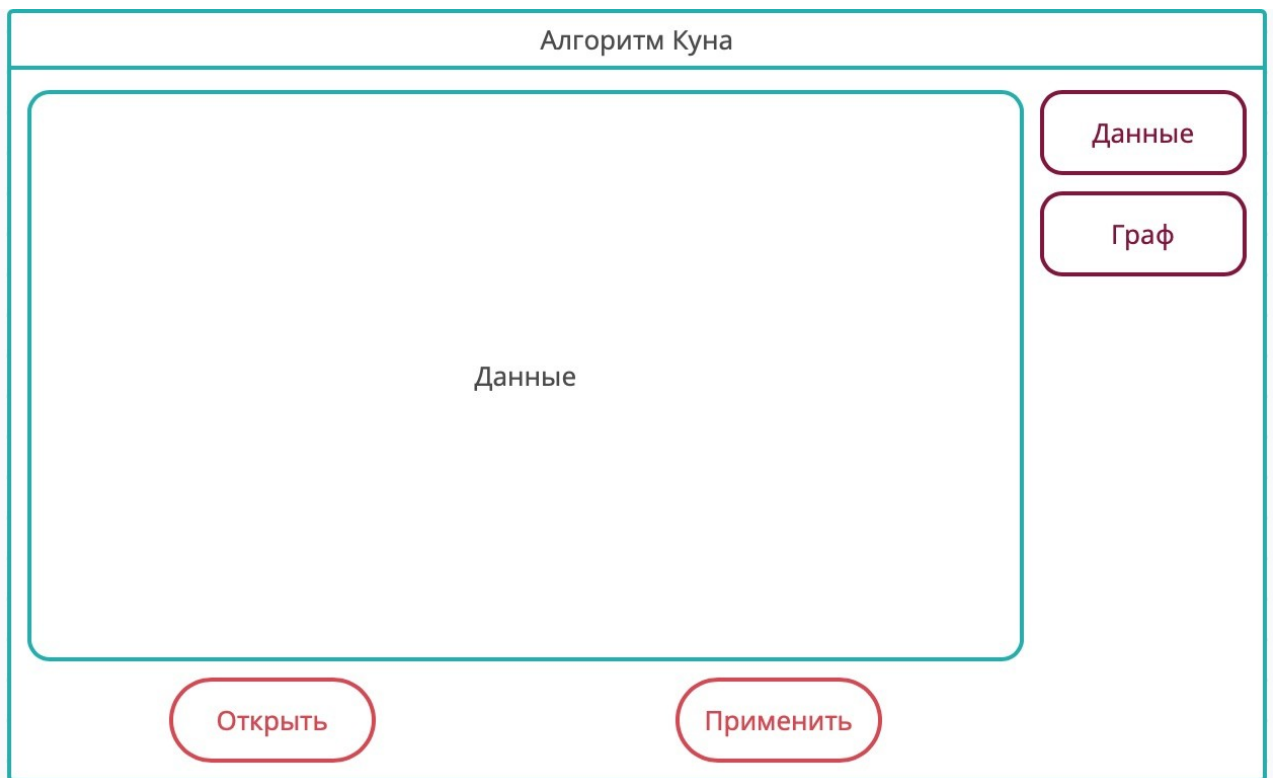 Алгоритм Куна
Данные
Граф
Данные
Открыть
Применить